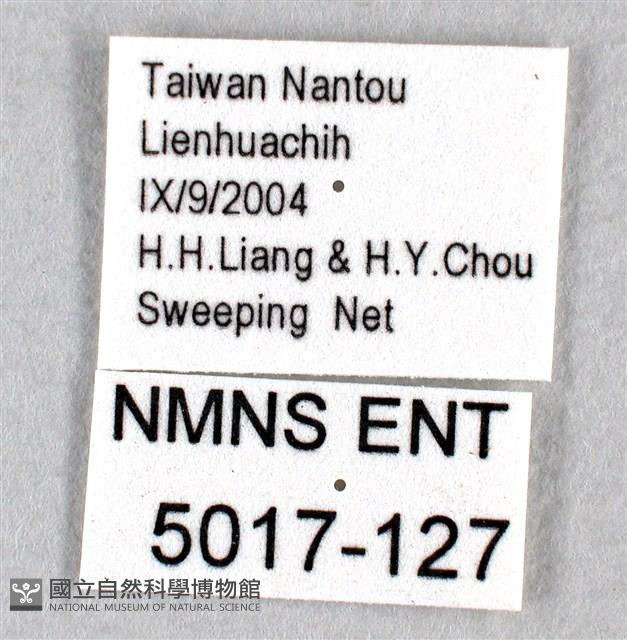 Taiwan Nantou
Lienhuachih
IX/9/2004
H.H.Liang & H.Y.Chou
Sweeping Net
NMNS ENT
5017-127
國立自然科學博物館
NATIONAL MUSEUM OF NATURAL SCIENCE